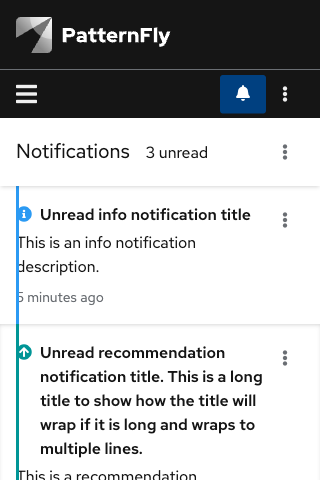 PatternFly
Notifications 3 unread
Unread info notification title
This is an info notification
description.
5 minutes ago
Unread recommendation
notification title. This is a long
title to show how the title will
wrap if it is long and wraps to
multiple lines.
This is a recommendation